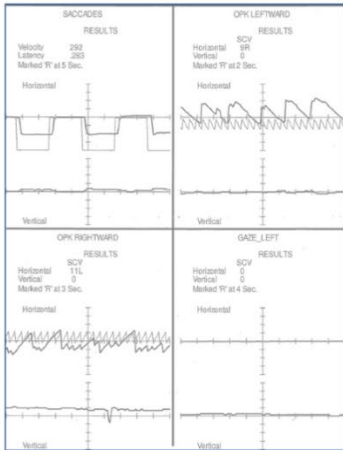 SACCADES
RESULTS
Velocity 292
Latency .263
Marked 'R' at 5 Sec.
Horizontal
Vertical
OPK LEFTWARD
RESULTS
SCV
Horizontal 9R
Vertical 0
Marked 'R' at 2 Sec.
Horizontal
Vertical
OPK RIGHTWARD
RESULTS
SCV
Horizontal 11L
Vertical 0
Marked 'R' at 3 Sec.
Horizontal
Vertical
GAZE_LEFT
RESULTS
SCV
Horizontal 0
Vertical 0
Marked 'R' at 4 Sec.
Horizontal
Vertical